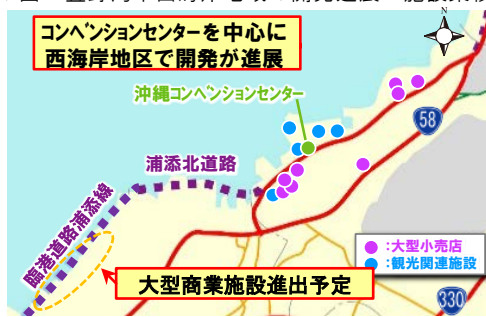 コンベンションセンターを中心に
西海岸地区で開発が進展
N
沖縄コンベンションセンター
58
浦添北道路
臨港道路浦添線
:大型小売店
:観光関連施設
大型商業施設進出予定
330